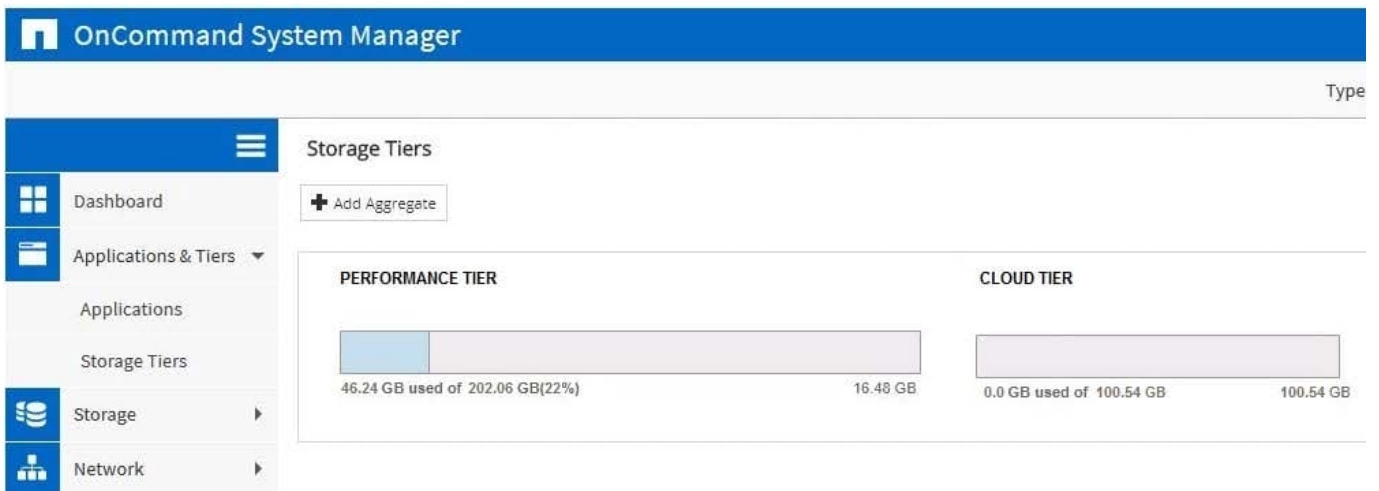 OnCommand System Manager
Type
Storage Tiers
Add Aggregate
Dashboard
Applications & Tiers
Applications
Storage Tiers
Storage
Network
PERFORMANCE TIER
46.24 GB used of 202.06 GB(22%)
16.48 GB
CLOUD TIER
0.0 GB used of 100.54 GB
100.54 GB